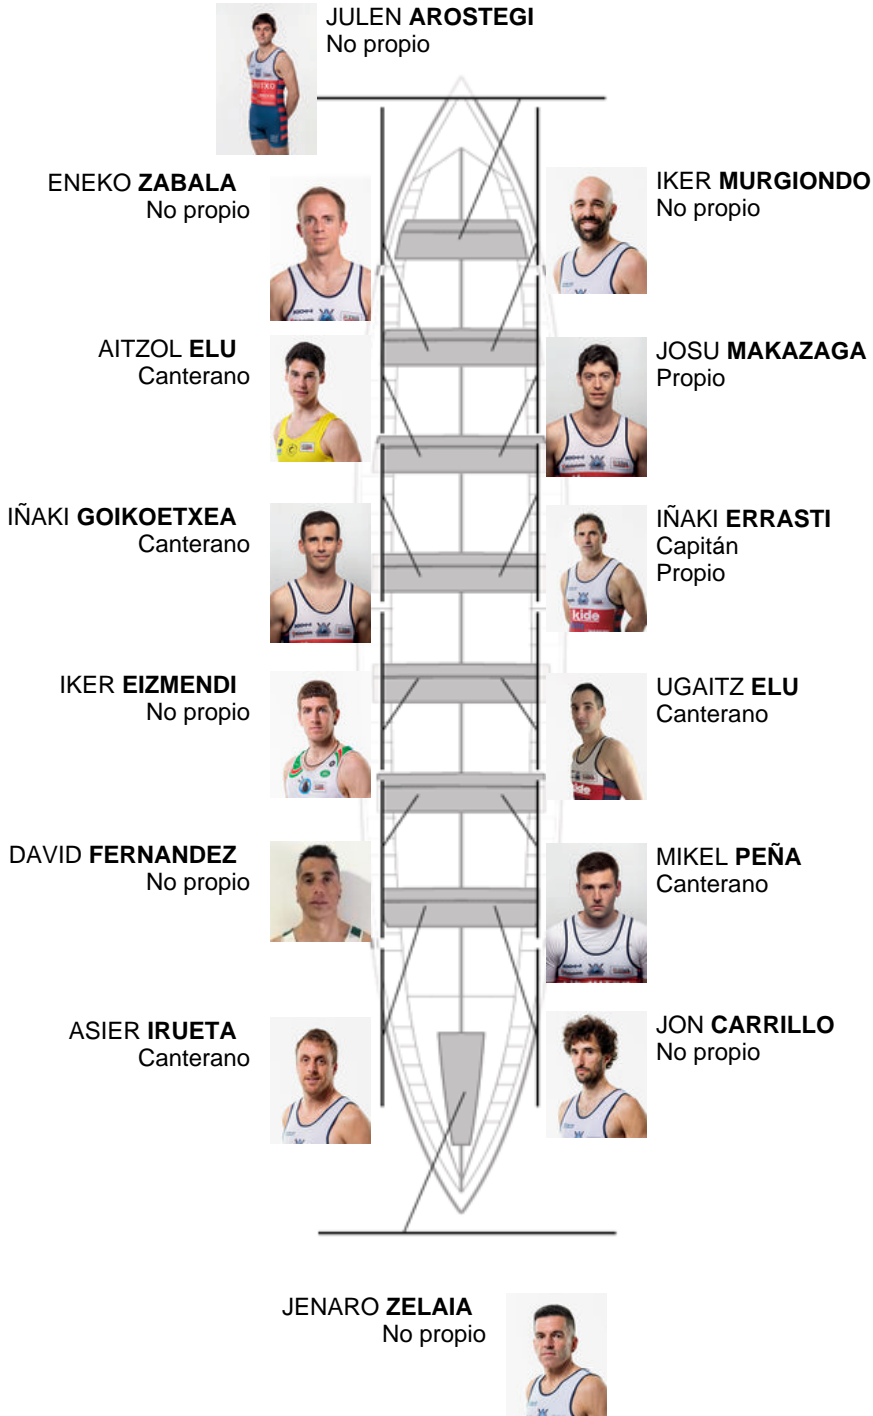 JULEN AROSTEGI
No propio
ENEKO ZABALA
No propio
IKER MURGIONDO
No propio
AITZOL ELU
Canterano
JOSU MAKAZAGA
Propio
IÑAKI GOIKOETXEA
Canterano
IÑAKI ERRASTI
Capitán
Propio
kide
IKER EIZMENDI
No propio
UGAITZ ELU
Canterano
kide
DAVID FERNANDEZ
No propio
MIKEL PEÑA
Canterano
ASIER IRUETA
Canterano
JON CARRILLO
No propio
JENARO ZELAIA
No propio